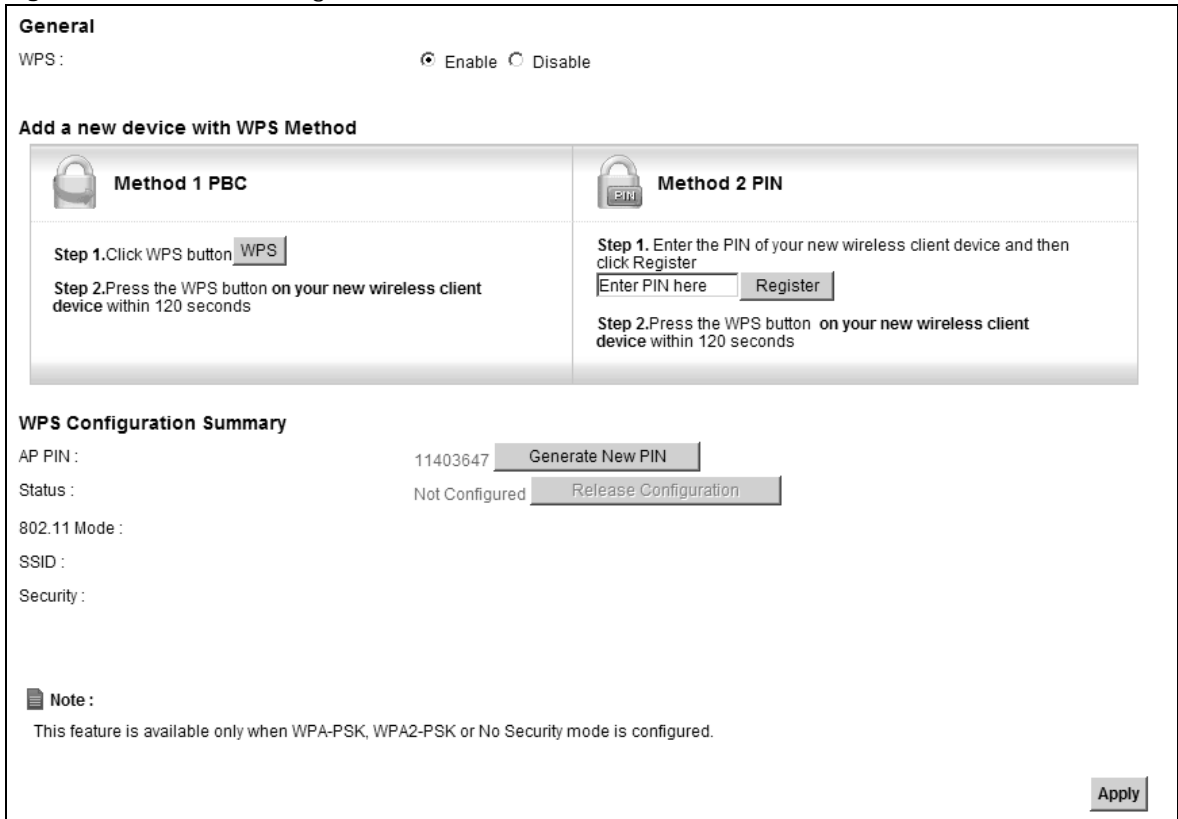 General
WPS : Enable Disable
Add a new device with WPS Method
Method 1 PBC
Step 1.Click WPS button WPS
Step 2.Press the WPS button on your new wireless client
device within 120 seconds
Method 2 PIN
PIN
Step 1. Enter the PIN of your new wireless client device and then
click Register
Enter PIN here Register
Step 2.Press the WPS button on your new wireless client
device within 120 seconds
WPS Configuration Summary
AP PIN : 11403647 Generate New PIN
Status : Not Configured Release Configuration
802.11 Mode :
SSID :
Security :
Note :
This feature is available only when WPA-PSK, WPA2-PSK or No Security mode is configured.
Apply